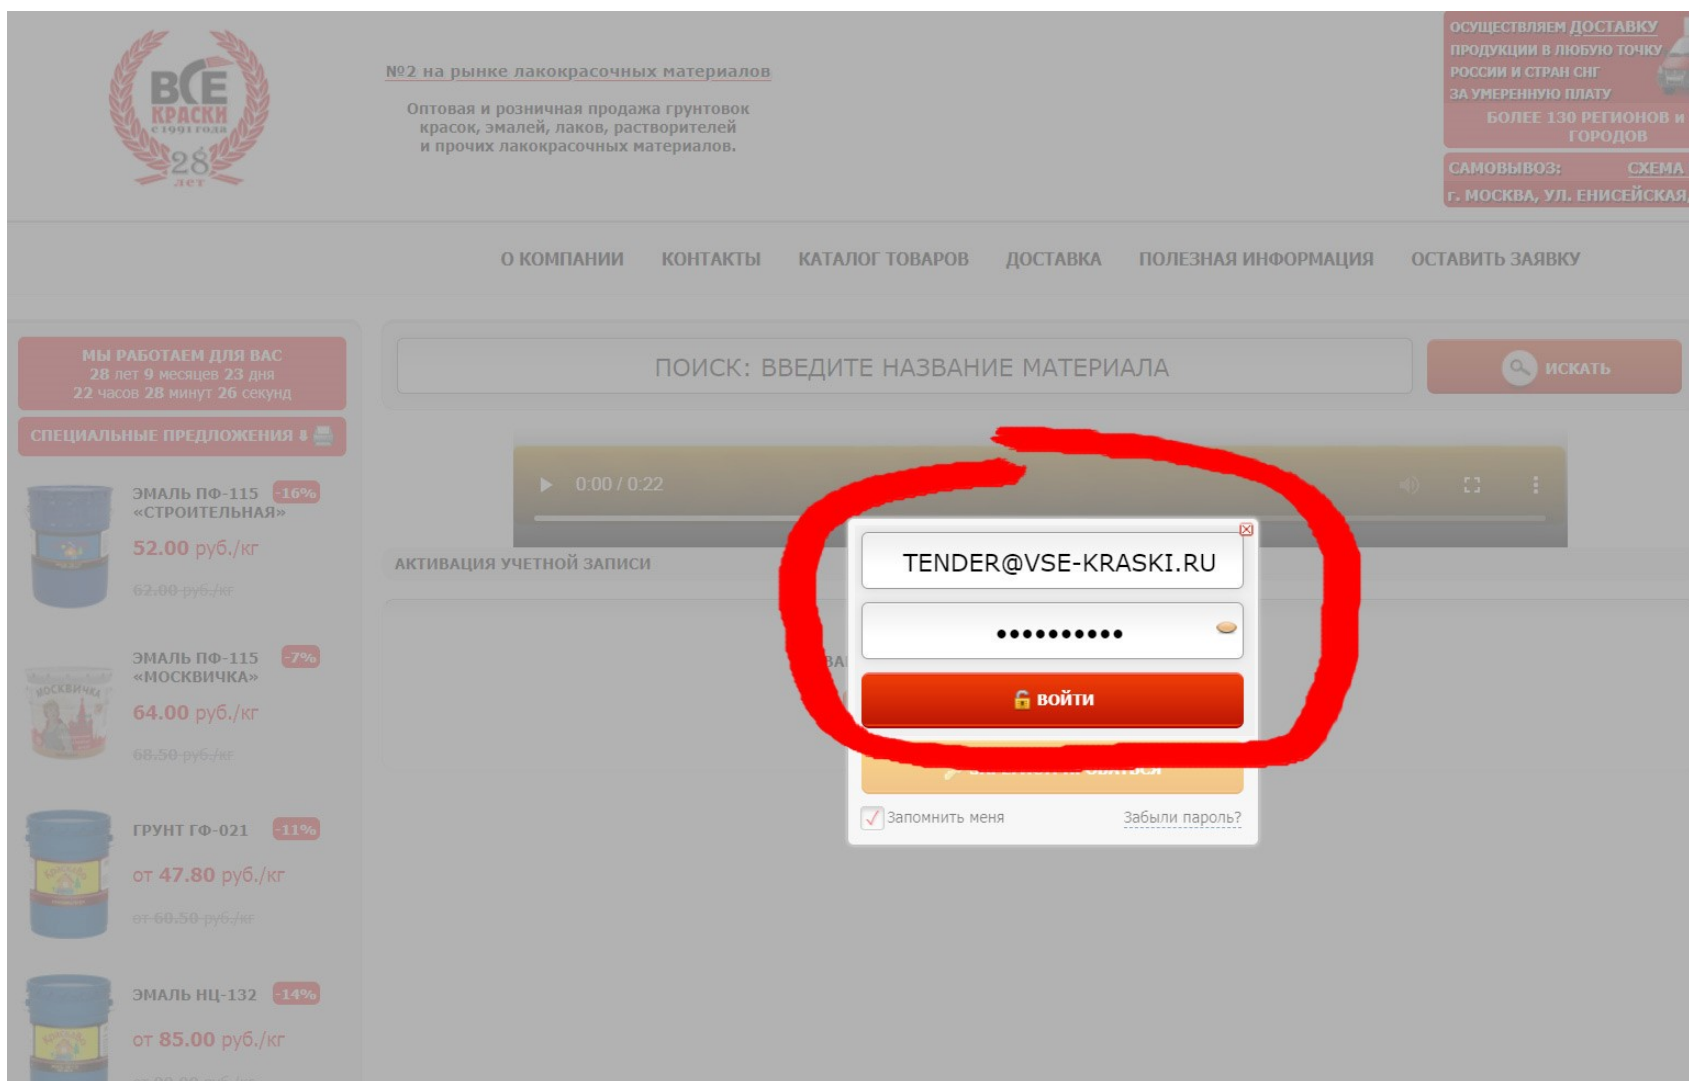 ВСЕ
КРАСКИ
с 1991 года
28
лет
№2 на рынке лакокрасочных материалов
Оптовая и розничная продажа грунтовок
красок, эмалей, лаков, растворителей
и прочих лакокрасочных материалов.
ОСУЩЕСТВЛЯЕМ ДОСТАВКУ
ПРОДУКЦИИ В ЛЮБУЮ ТОЧКУ
РОССИИ И СТРАН СНГ
ЗА УМЕРЕННУЮ ПЛАТУ
БОЛЕЕ 130 РЕГИОНОВ и
ГОРОДОВ
САМОВЫВОЗ: СХЕМА
г. МОСКВА, УЛ. ЕНИСЕЙСКАЯ,
О КОМПАНИИ КОНТАКТЫ КАТАЛОГ ТОВАРОВ ДОСТАВКА ПОЛЕЗНАЯ ИНФОРМАЦИЯ ОСТАВИТЬ ЗАЯВКУ
МЫ РАБОТАЕМ ДЛЯ ВАС
28 лет 9 месяцев 23 дня
22 часов 28 минут 26 секунд
ПОИСК: ВВЕДИТЕ НАЗВАНИЕ МАТЕРИАЛА
ИСКАТЬ
СПЕЦИАЛЬНЫЕ ПРЕДЛОЖЕНИЯ
ЭМАЛЬ ПФ-115 -16%
«СТРОИТЕЛЬНАЯ»
52.00 руб./кг
62.00 руб./кг
0:00 / 0:22
АКТИВАЦИЯ УЧЕТНОЙ ЗАПИСИ
TENDER@VSE-KRASKI.RU
••••••••••
ВОЙТИ
Запомнить меня Забыли пароль?
ЭМАЛЬ ПФ-115 -7%
«МОСКВИЧКА»
МОСКВИЧКА
64.00 руб./кг
68.50 руб./кг
ГРУНТ ГФ-021 -11%
от 47.80 руб./кг
от 60.50 руб./кг
ЭМАЛЬ НЦ-132 -14%
от 85.00 руб./кг